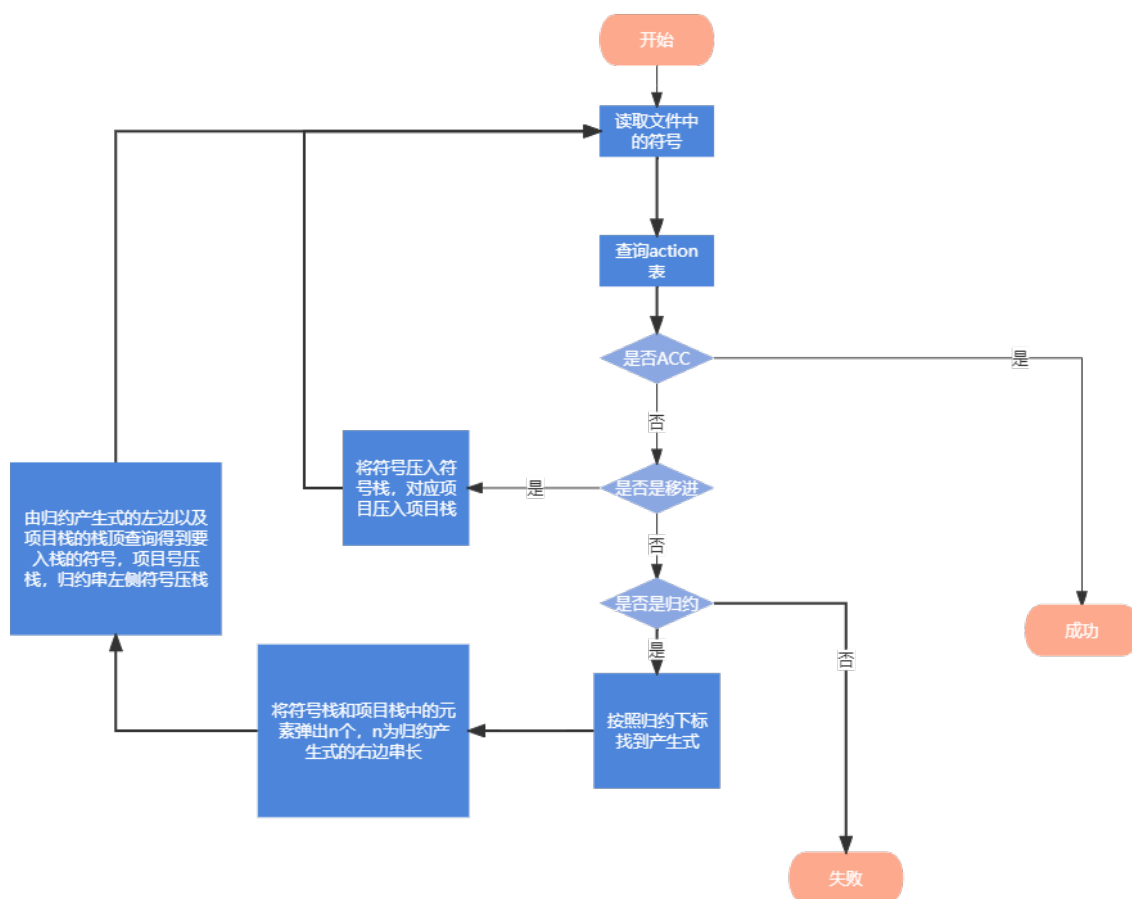 开始
读取文件中
的符号
查询action
表
是否ACC
是
否
将符号压入符
号栈，对应项
目压入项目栈
是
是否是移进
否
由归约产生式的左边以及
项目栈的栈顶查询得到要
入栈的符号，项目号压
栈，归约串左侧符号压栈
是否是归约
是
否
成功
将符号栈和项目栈中的元
素弹出n个，n为归约产
生式的右边串长
按照归约下标
找到产生式
失败